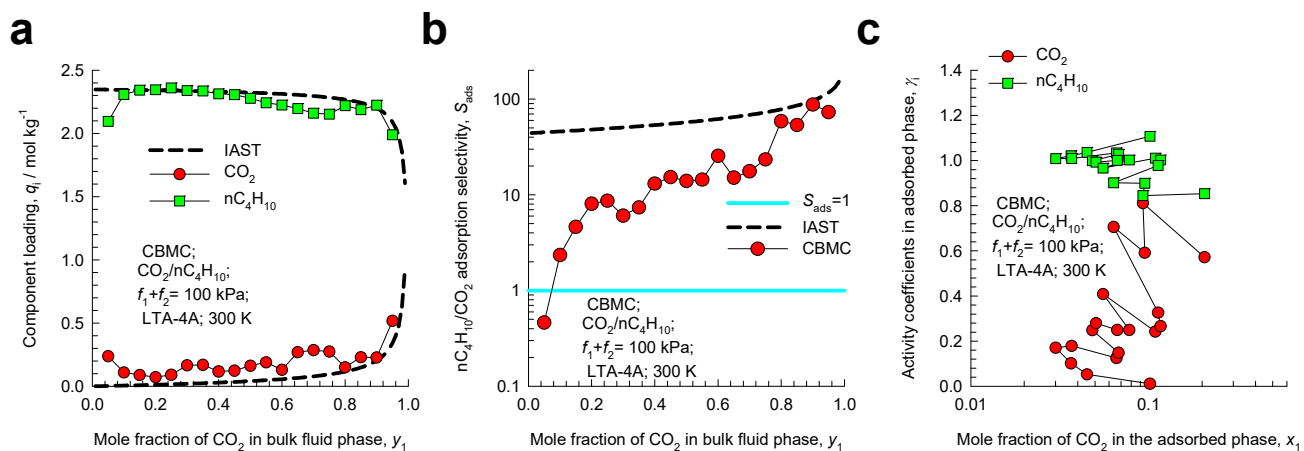 a
Component loading, qi / mol kg-1
2.5
2.0
1.5
1.0
0.5
0.0
IAST
CO2
nC4H10
CBMC;
CO2/nC4H10;
f1+f2= 100 kPa;
LTA-4A; 300 K
0.0 0.2 0.4 0.6 0.8 1.0
Mole fraction of CO2 in bulk fluid phase, y1
b
nC4H10/CO2 adsorption selectivity, Sads
100
10
1
0.1
Sads=1
IAST
CBMC
CBMC;
CO2/nC4H10;
f1+f2= 100 kPa;
LTA-4A; 300 K
0.0 0.2 0.4 0.6 0.8 1.0
Mole fraction of CO2 in bulk fluid phase, y1
c
CO2
nC4H10
Activity coefficients in adsorbed phase, γi
1.4
1.2
1.0
0.8
0.6
0.4
0.2
0.0
CBMC;
CO2/nC4H10;
f1+f2= 100 kPa;
LTA-4A; 300 K
0.01 0.1
Mole fraction of CO2 in the adsorbed phase, x1